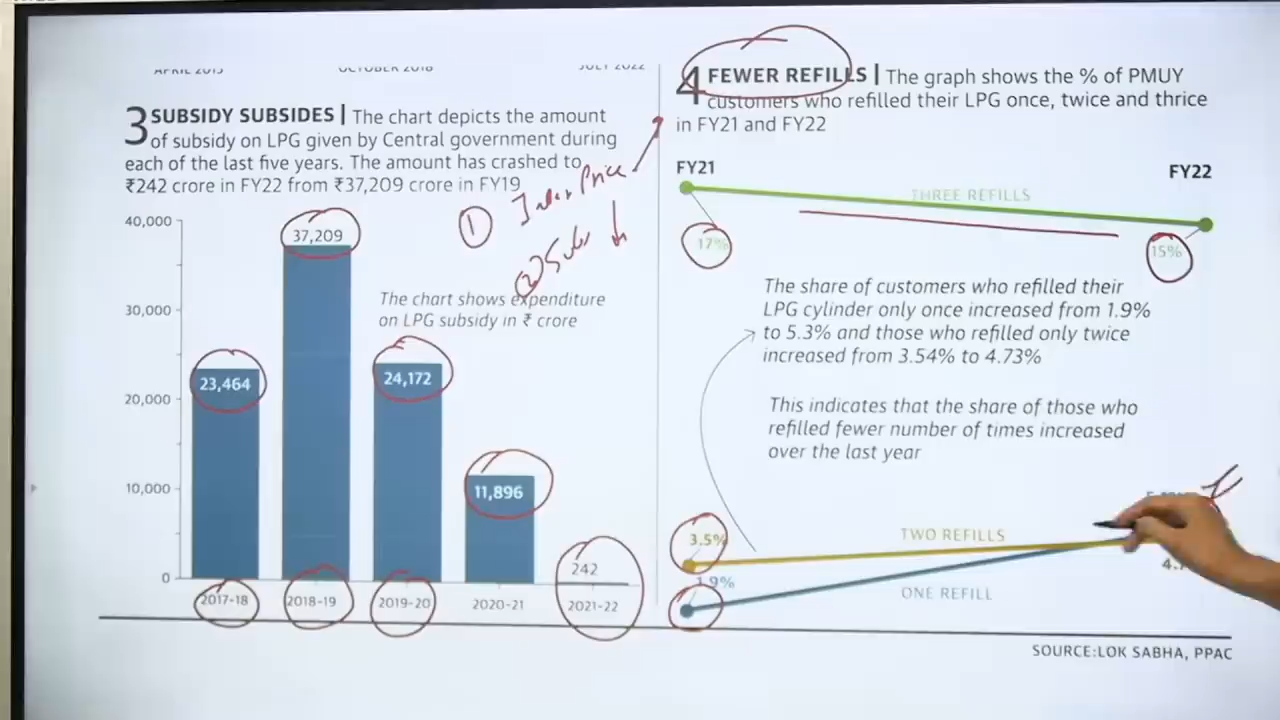 APRIL 2015
OCTOBER 2018
JULY 2022
3 SUBSIDY SUBSIDES | The chart depicts the amount
of subsidy on LPG given by Central government during
each of the last five years. The amount has crashed to
₹242 crore in FY22 from ₹37,209 crore in FY19
40,000
30,000
20,000
10,000
0
37,209
23,464
24,172
11,896
242
The chart shows expenditure
on LPG subsidy in ₹ crore
2017-18
2018-19
2019-20
2020-21
2021-22
① Price
②
4 FEWER REFILLS | The graph shows the % of PMUY
customers who refilled their LPG once, twice and thrice
in FY21 and FY22
FY21
FY22
THREE REFILLS
17%
15%
The share of customers who refilled their
LPG cylinder only once increased from 1.9%
to 5.3% and those who refilled only twice
increased from 3.54% to 4.73%
This indicates that the share of those who
refilled fewer number of times increased
over the last year
3.5%
TWO REFILLS
1.9%
ONE REFILL
SOURCE:LOK SABHA, PPAC